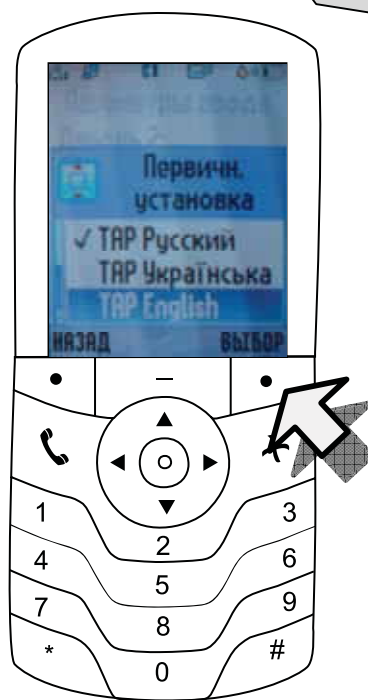 Первичн.
установка
✓ TAP Русский
TAP Українська
TAP English
НАЗАД ВЫБОР
1 2 3
4 5 6
7 8 9
* 0 #